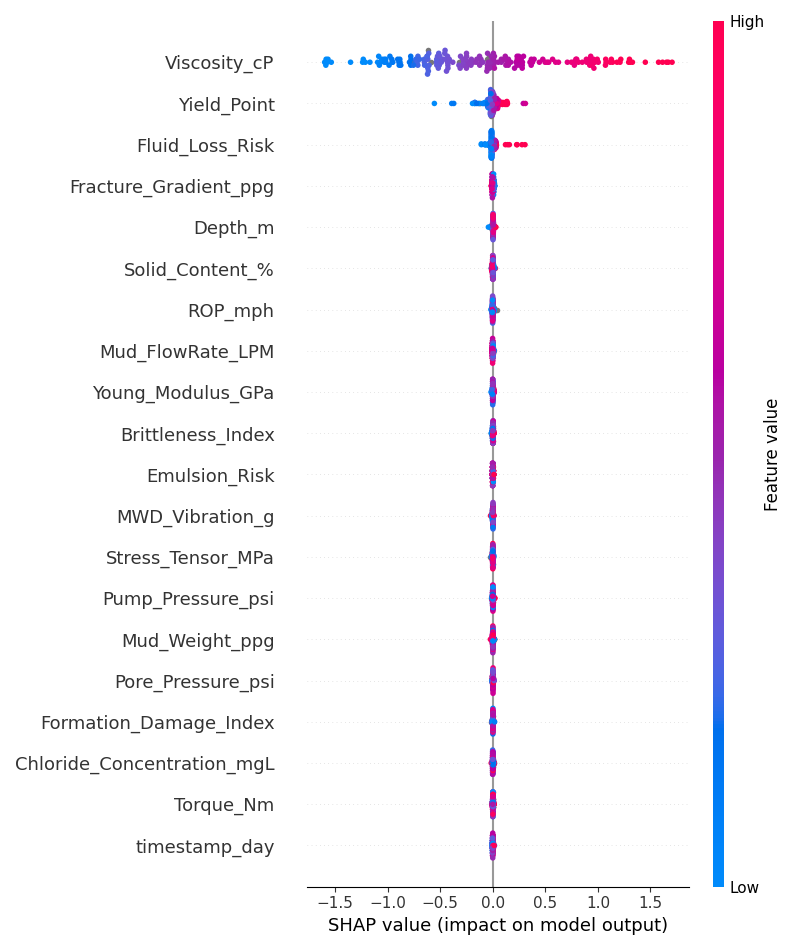 High
Viscosity_cP
Yield_Point
Fluid_Loss_Risk
Fracture_Gradient_ppg
Depth_m
Solid_Content_%
ROP_mph
Mud_FlowRate_LPM
Young_Modulus_GPa
Brittleness_Index
Emulsion_Risk
MWD_Vibration_g
Stress_Tensor_MPa
Pump_Pressure_psi
Mud_Weight_ppg
Pore_Pressure_psi
Formation_Damage_Index
Chloride_Concentration_mgL
Torque_Nm
timestamp_day
Feature value
Low
−1.5 −1.0 −0.5 0.0 0.5 1.0 1.5
SHAP value (impact on model output)